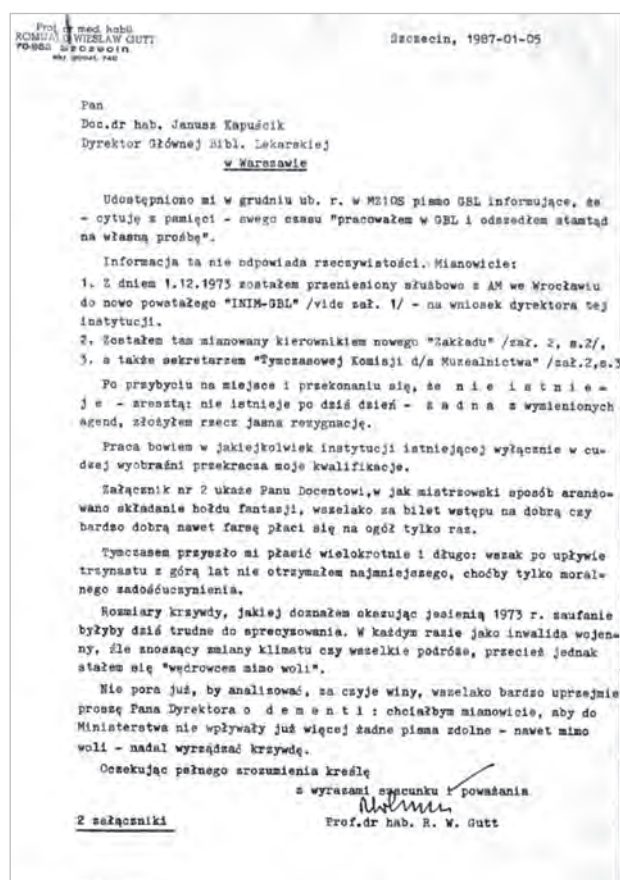 Prof. dr med. habil.
ROMUALD WIESŁAW GUTT
Szczecin
Szczecin, 1987-01-05
Pan
Doc.dr hab. Janusz Kapuścik
Dyrektor Głównej Bibl. Lekarskiej
w Warszawie
Udostępniono mi w grudniu ub. r. w MZiOS pismo GBL informujące, że
- cytuję z pamięci - swego czasu "pracowałem w GBL i odszedłem stamtąd
na własną prośbę".
Informacja ta nie odpowiada rzeczywistości. Mianowicie:
1. Z dniem 1.12.1973 zostałem przeniesiony służbowo z AM we Wrocławiu
do nowo powstałego "INIM-GBL" /vide zał. 1/ - na wniosek dyrektora tej
instytucji.
2. Zostałem tam mianowany kierownikiem nowego "Zakładu" /zał. 2, s.2/,
3. a także sekretarzem "Tymczasowej Komisji d/s Muzealnictwa" /zał.2,s.3
Po przybyciu na miejsce i przekonaniu się, że n i e i s t n i e =
j e - zresztą: nie istnieje po dziś dzień - ż a d n a z wymienionych
agend, złożyłem rzecz jasna rezygnację.
Praca bowiem w jakiejkolwiek instytucji istniejącej wyłącznie w cu=
dzej wyobraźni przekracza moje kwalifikacje.
Załącznik nr 2 ukaże Panu Docentowi,w jak mistrzowski sposób aranżo=
wano składanie hołdu fantazji, wszelako za bilet wstępu na dobrą czy
bardzo dobrą nawet farsę płaci się na ogół tylko raz.
Tymczasem przyszło mi płacić wielokrotnie i długo: wszak po upływie
trzynastu z górą lat nie otrzymałem najmniejszego, choćby tylko moral=
nego zadośćuczynienia.
Rozmiary krzywdy, jakiej doznałem okazując jesienią 1973 r. zaufanie
byłyby dziś trudne do sprecyzowania. W każdym razie jako inwalida wojen=
ny, źle znoszący zmiany klimatu czy wszelkie podróże, przecież jednak
stałem się "wędrowcem mimo woli".
Nie pora już, by analizować, za czyje winy, wszelako bardzo uprzejmie
proszę Pana Dyrektora o d e m e n t i : chciałbym mianowicie, aby do
Ministerstwa nie wpływały już więcej żadne pisma zdolne - nawet mimo
woli - nadal wyrządzać krzywdę.
Oczekując pełnego zrozumienia kreślę
z wyrazami szacunku i poważania
Prof.dr hab. R. W. Gutt
2 załączniki